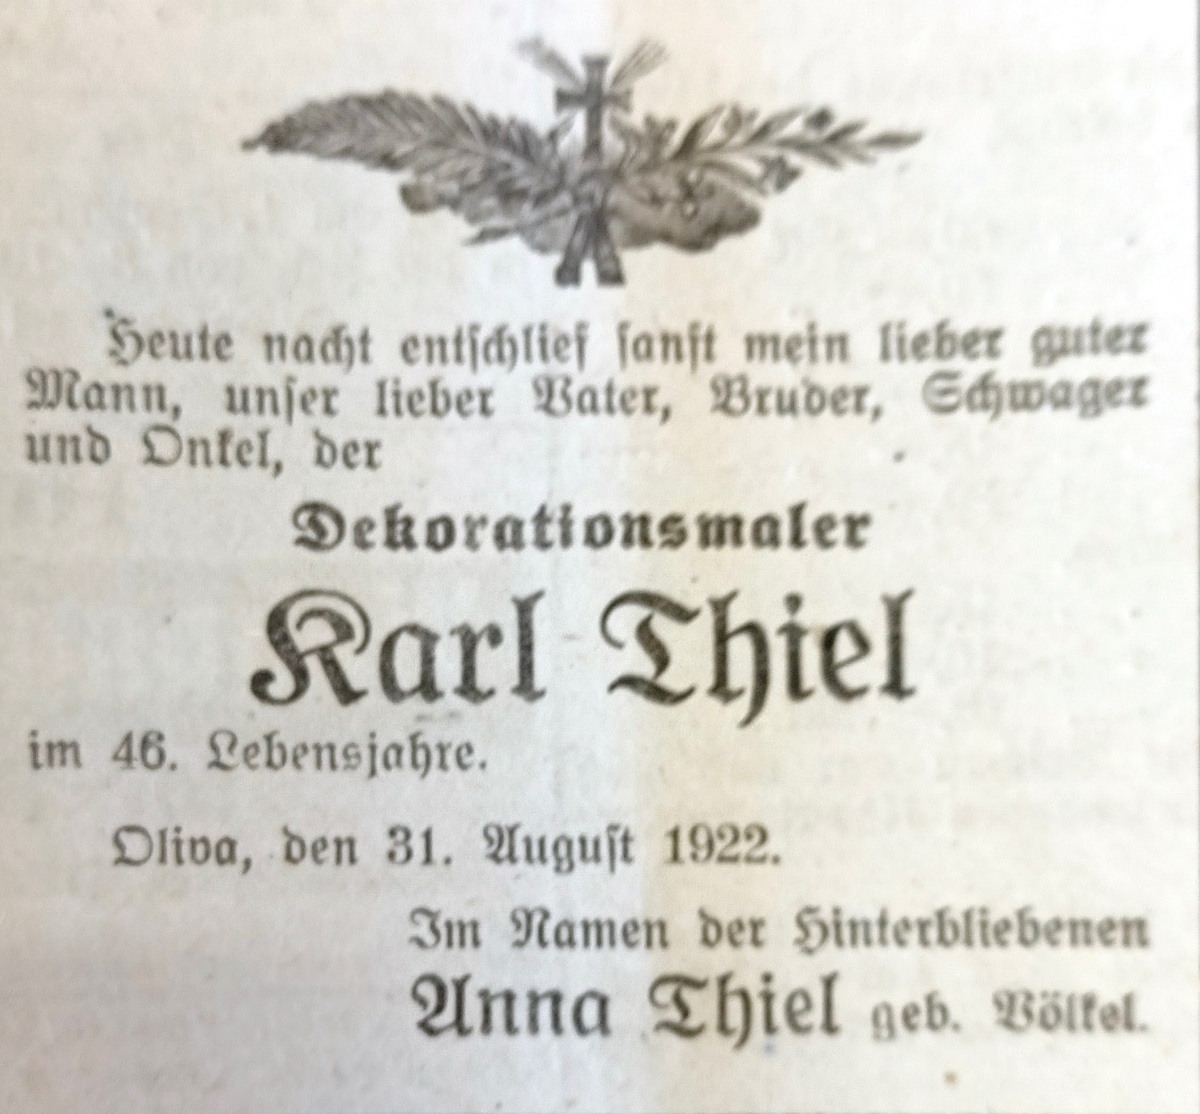 Heute nacht entschlief sanft mein lieber guter
Mann, unser lieber Vater, Bruder, Schwager
und Onkel, der
Dekorationsmaler
Karl Thiel
im 46. Lebensjahre.
Oliva, den 31. August 1922.
Im Namen der Hinterbliebenen
Anna Thiel geb. Völkel.